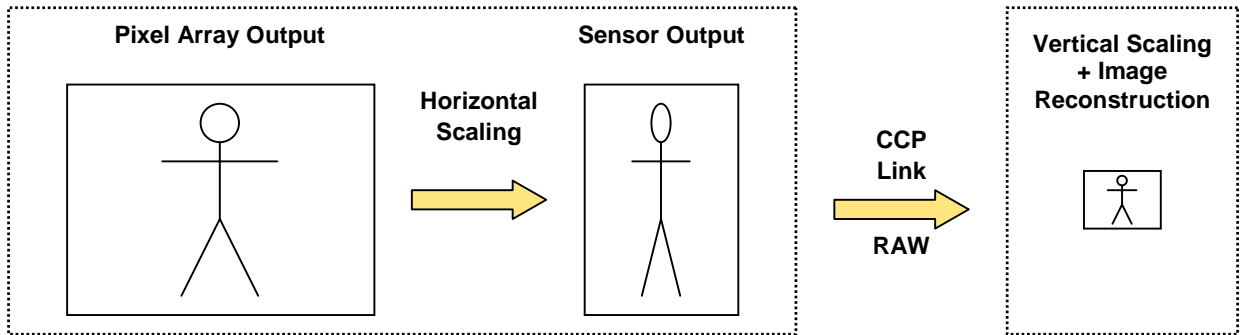 Pixel Array Output
Sensor Output
Horizontal
Scaling
CCP
Link
RAW
Vertical Scaling
+ Image
Reconstruction